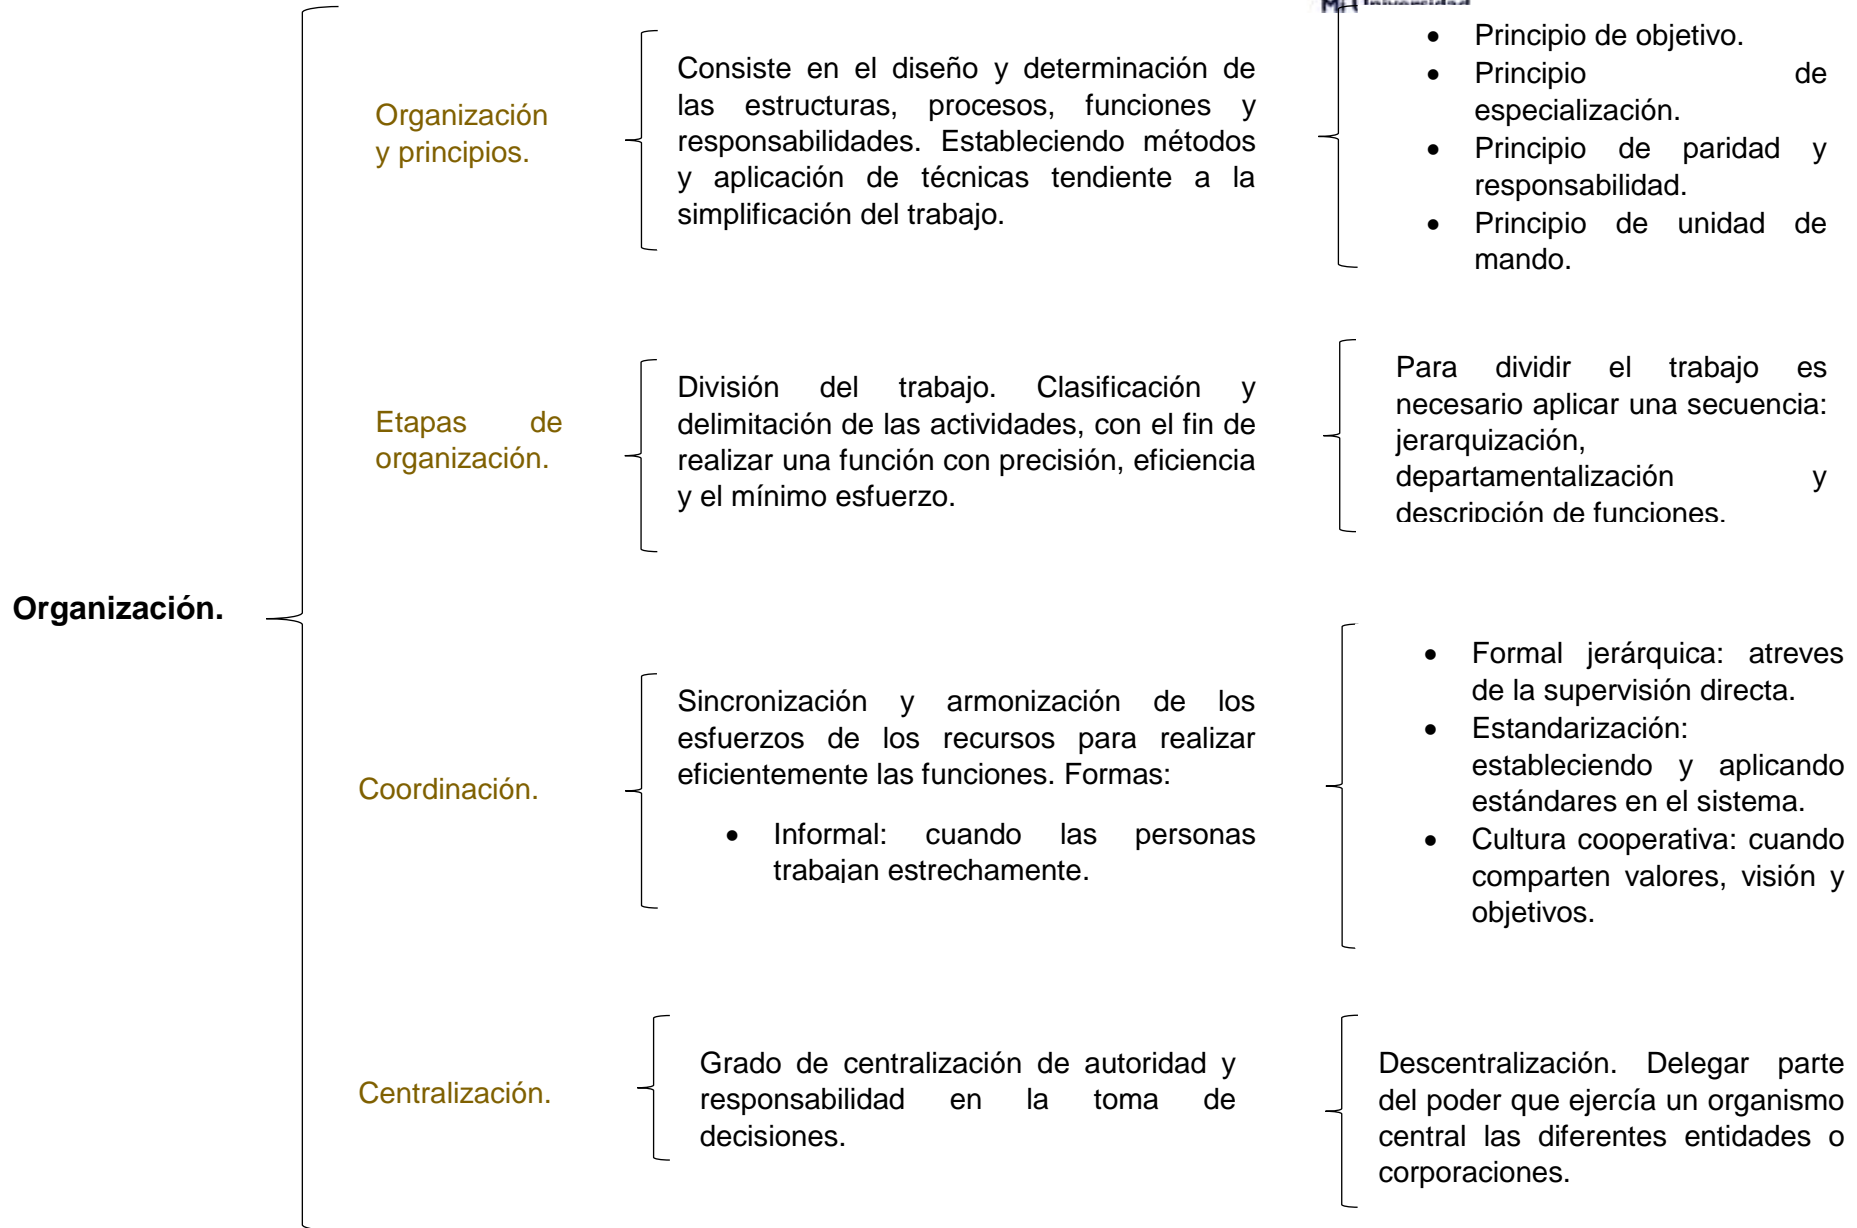 Universidad
Organización.
Organización
y principios.
Consiste en el diseño y determinación de
las estructuras, procesos, funciones y
responsabilidades. Estableciendo métodos
y aplicación de técnicas tendiente a la
simplificación del trabajo.
• Principio de objetivo.
• Principio de
especialización.
• Principio de paridad y
responsabilidad.
• Principio de unidad de
mando.
Etapas de
organización.
División del trabajo. Clasificación y
delimitación de las actividades, con el fin de
realizar una función con precisión, eficiencia
y el mínimo esfuerzo.
Para dividir el trabajo es
necesario aplicar una secuencia:
jerarquización,
departamentalización y
descripción de funciones.
Coordinación.
Sincronización y armonización de los
esfuerzos de los recursos para realizar
eficientemente las funciones. Formas:
• Informal: cuando las personas
trabajan estrechamente.
• Formal jerárquica: atreves
de la supervisión directa.
• Estandarización:
estableciendo y aplicando
estándares en el sistema.
• Cultura cooperativa: cuando
comparten valores, visión y
objetivos.
Centralización.
Grado de centralización de autoridad y
responsabilidad en la toma de
decisiones.
Descentralización. Delegar parte
del poder que ejercía un organismo
central las diferentes entidades o
corporaciones.